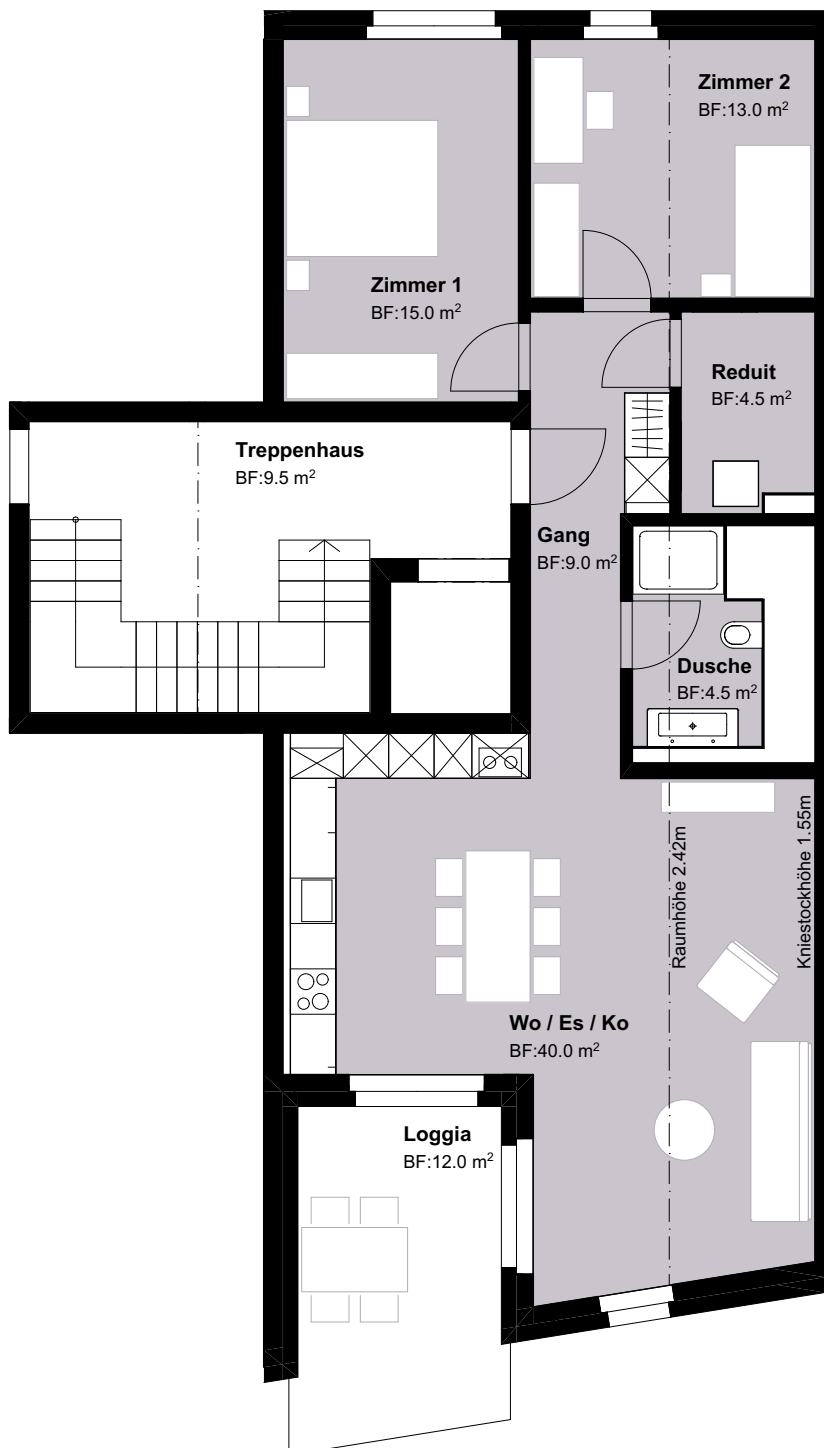 Zimmer 2
BF:13.0 m²
Zimmer 1
BF:15.0 m²
Reduit
BF:4.5 m²
Treppenhaus
BF:9.5 m²
Gang
BF:9.0 m²
Dusche
BF:4.5 m²
Raumhöhe 2.42m
Kniestockhöhe 1.55m
Wo / Es / Ko
BF:40.0 m²
Loggia
BF:12.0 m²